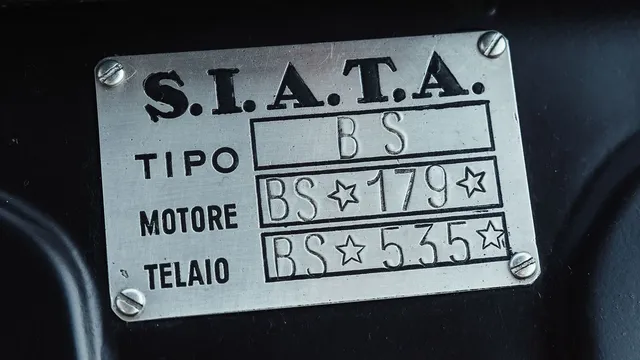 S.I.A.T.A.
TIPO BS
MOTORE BS☆179☆
TELAIO BS☆535☆